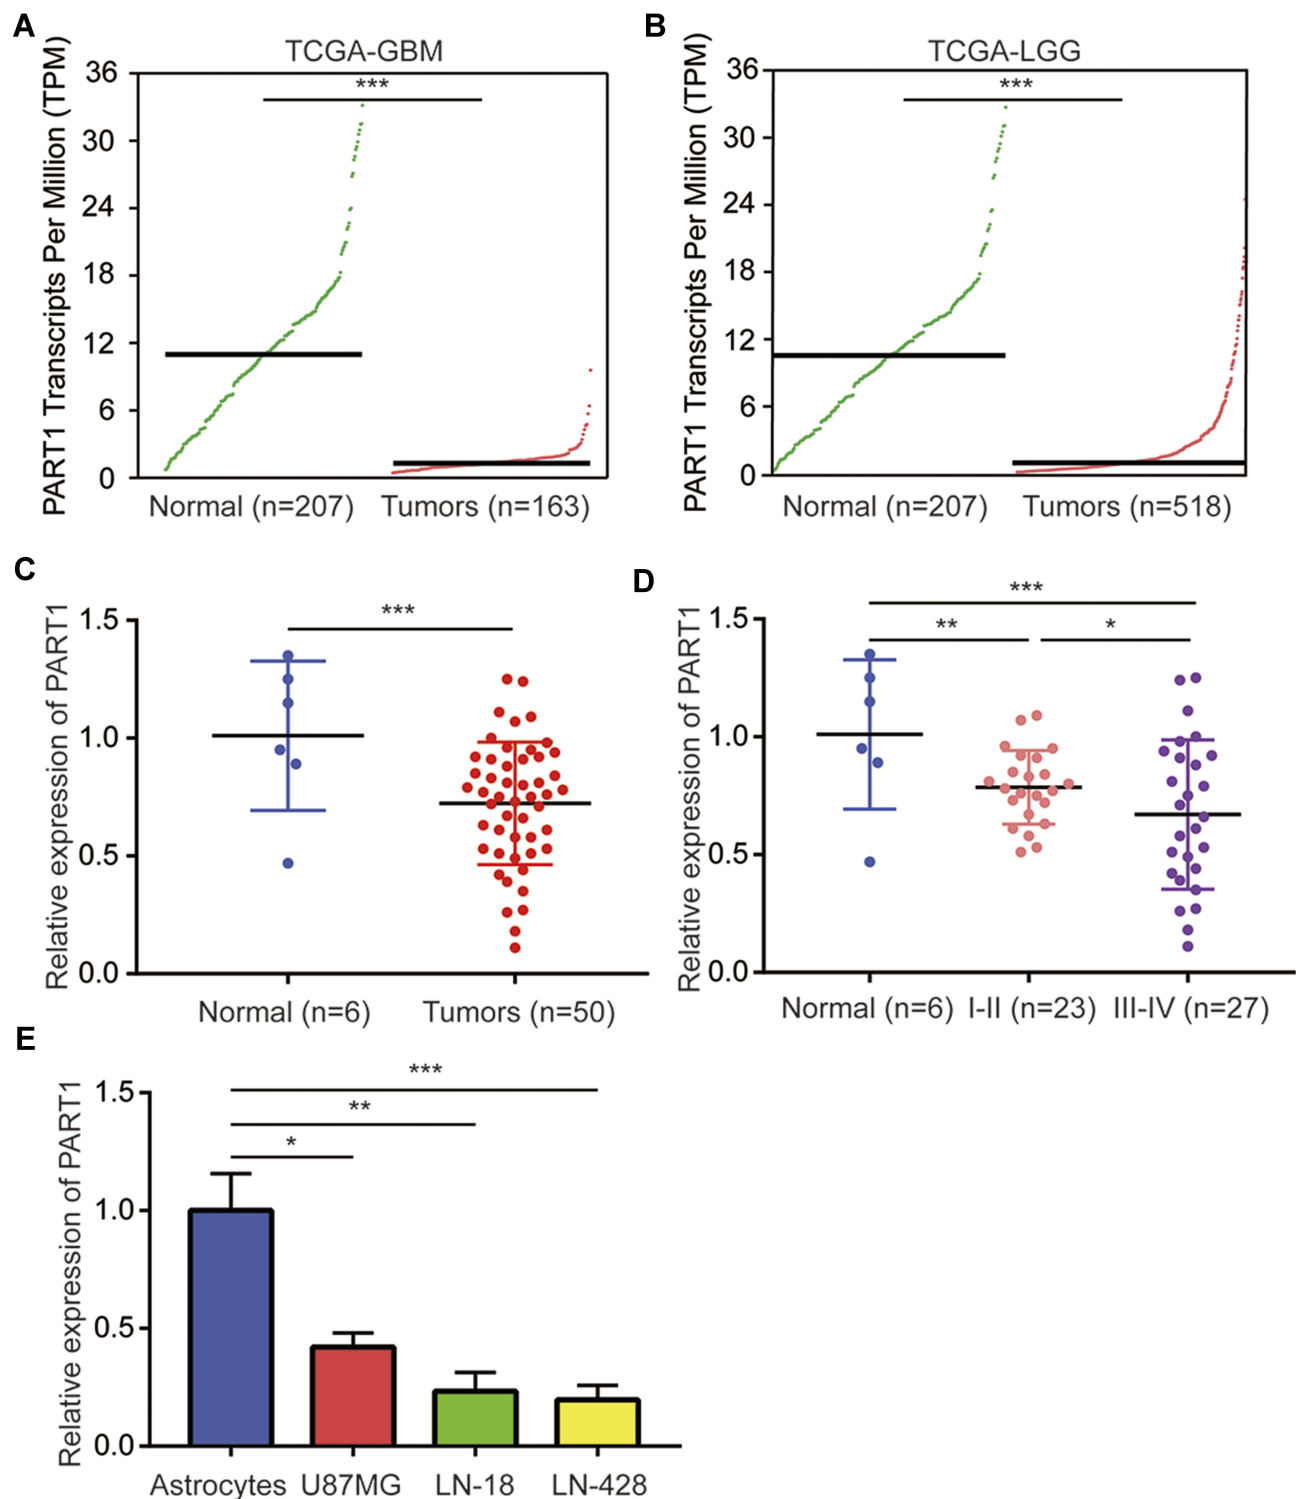 A
TCGA-GBM
PART1 Transcripts Per Million (TPM)
36
30
24
18
12
6
0
***
Normal (n=207) Tumors (n=163)
B
TCGA-LGG
PART1 Transcripts Per Million (TPM)
36
30
24
18
12
6
0
***
Normal (n=207) Tumors (n=518)
C
Relative expression of PART1
1.5
1.0
0.5
0.0
***
Normal (n=6) Tumors (n=50)
D
Relative expression of PART1
1.5
1.0
0.5
0.0
***
** *
Normal (n=6) I-II (n=23) III-IV (n=27)
E
Relative expression of PART1
1.5
1.0
0.5
0.0
***
**
*
Astrocytes U87MG LN-18 LN-428